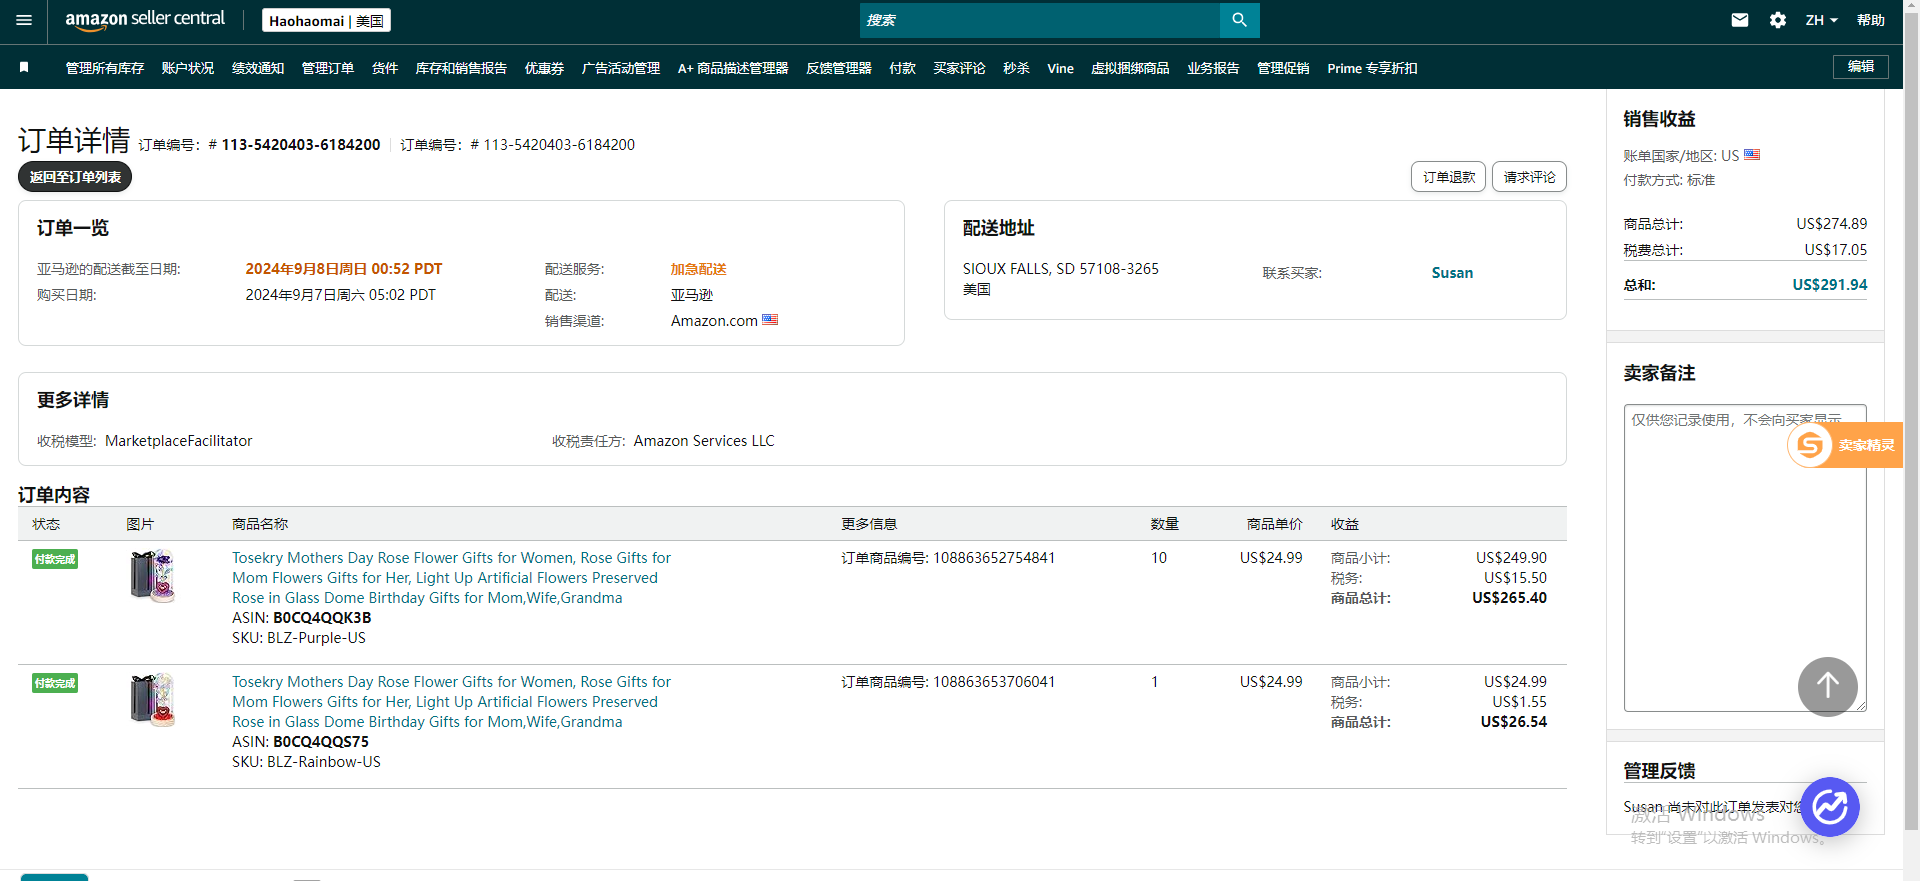 amazon seller central
Haohaomai | 美国
搜索
ZH
帮助
管理所有库存 账户状况 绩效通知 管理订单 货件 库存和销售报告 优惠券 广告活动管理 A+ 商品描述管理器 反馈管理器 付款 买家评论 秒杀 Vine 虚拟捆绑商品 业务报告 管理促销 Prime 专享折扣
编辑
订单详情 订单编号: # 113-5420403-6184200 订单编号: # 113-5420403-6184200
返回至订单列表
订单退款 请求评论
订单一览
亚马逊的配送截至日期: 2024年9月8日周日 00:52 PDT
购买日期: 2024年9月7日周六 05:02 PDT
配送服务: 加急配送
配送: 亚马逊
销售渠道: Amazon.com
配送地址
SIOUX FALLS, SD 57108-3265
美国
联系买家: Susan
更多详情
收税模型: MarketplaceFacilitator 收税责任方: Amazon Services LLC
订单内容
状态 图片 商品名称 更多信息 数量 商品单价 收益
付款完成
Tosekry Mothers Day Rose Flower Gifts for Women, Rose Gifts for
Mom Flowers Gifts for Her, Light Up Artificial Flowers Preserved
Rose in Glass Dome Birthday Gifts for Mom,Wife,Grandma
ASIN: B0CQ4QQK3B
SKU: BLZ-Purple-US
订单商品编号: 108863652754841
10
US$24.99
商品小计: US$249.90
税务: US$15.50
商品总计: US$265.40
付款完成
Tosekry Mothers Day Rose Flower Gifts for Women, Rose Gifts for
Mom Flowers Gifts for Her, Light Up Artificial Flowers Preserved
Rose in Glass Dome Birthday Gifts for Mom,Wife,Grandma
ASIN: B0CQ4QQS75
SKU: BLZ-Rainbow-US
订单商品编号: 108863653706041
1
US$24.99
商品小计: US$24.99
税务: US$1.55
商品总计: US$26.54
销售收益
账单国家/地区: US
付款方式: 标准
商品总计: US$274.89
税费总计: US$17.05
总和: US$291.94
卖家备注
仅供您记录使用，不会向买家显示
卖家精灵
管理反馈
Susan 尚未对此订单发表对您
激活 Windows
转到"设置"以激活 Windows。